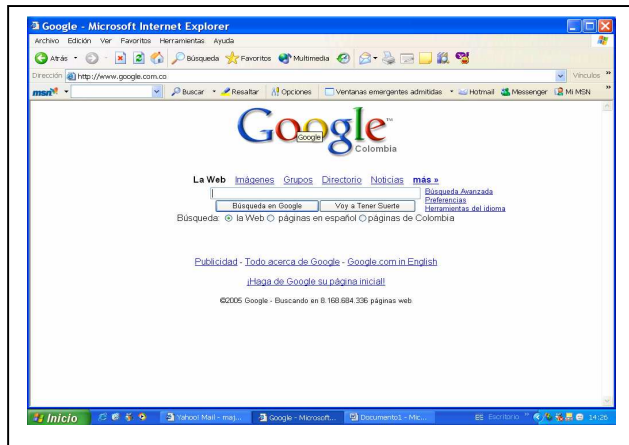 Google - Microsoft Internet Explorer
Archivo Edición Ver Favoritos Herramientas Ayuda
Atrás Búsqueda Favoritos Multimedia
Dirección http://www.google.com.co Vínculos »
msn Buscar Resaltar Opciones Ventanas emergentes admitidas Hotmail Messenger Mi MSN »
Google™
Google
Colombia
La Web Imágenes Grupos Directorio Noticias más »
Búsqueda Avanzada
Preferencias
Herramientas del idioma
Búsqueda en Google Voy a Tener Suerte
Búsqueda: la Web páginas en español páginas de Colombia
Publicidad - Todo acerca de Google - Google.com in English
¡Haga de Google su página inicial!
©2005 Google - Buscando en 8.168.684.336 páginas web
Inicio Yahoo! Mail - maj... Google - Microsoft... Documento1 - Mic... ES Escritorio » 14:26